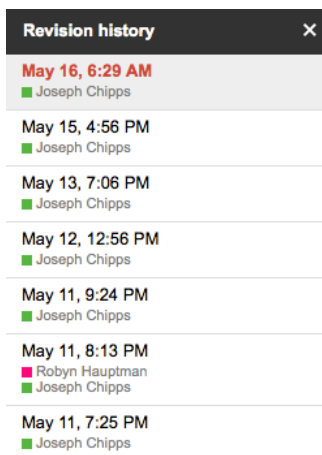 Revision history ×
May 16, 6:29 AM
Joseph Chipps
May 15, 4:56 PM
Joseph Chipps
May 13, 7:06 PM
Joseph Chipps
May 12, 12:56 PM
Joseph Chipps
May 11, 9:24 PM
Joseph Chipps
May 11, 8:13 PM
Robyn Hauptman
Joseph Chipps
May 11, 7:25 PM
Joseph Chipps